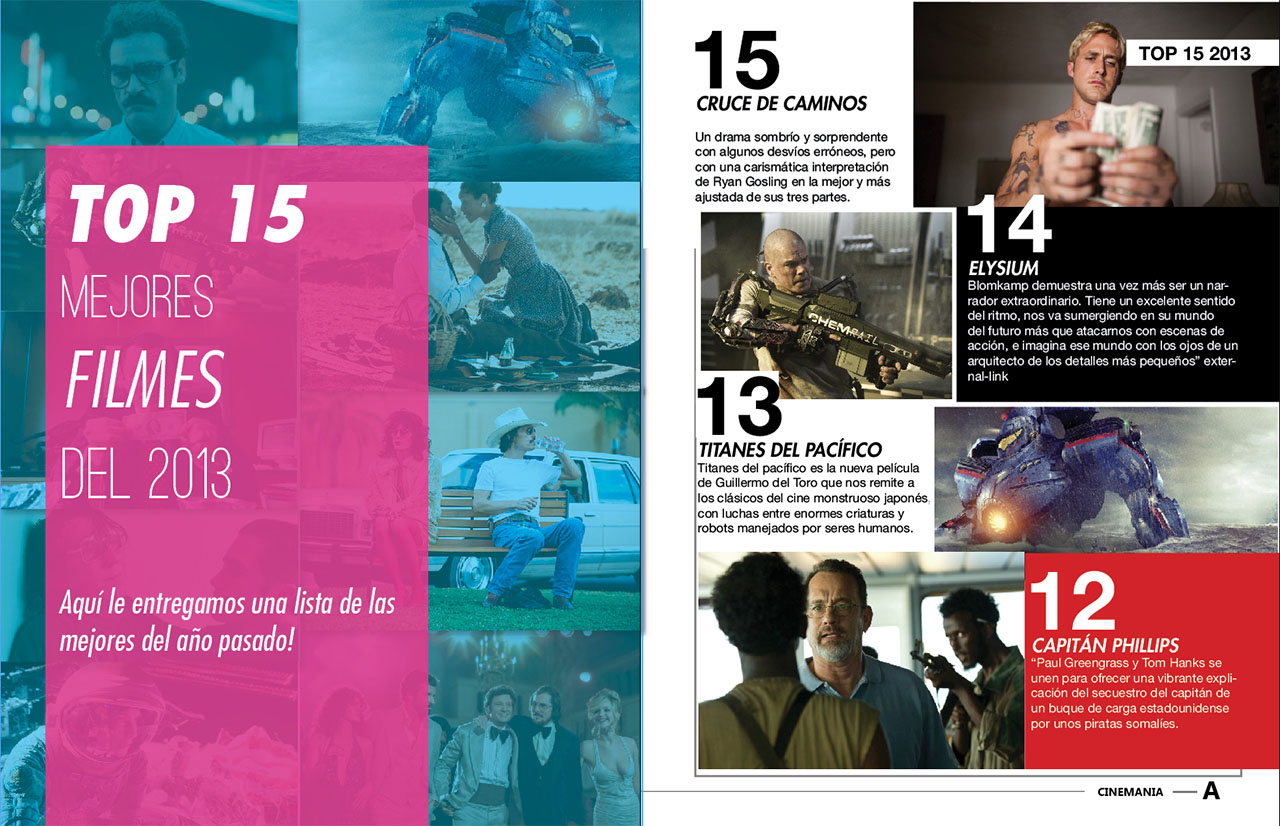 TOP 15
MEJORES
FILMES
DEL 2013
Aquí le entregamos una lista de las
mejores del año pasado!
TOP 15 2013
15
CRUCE DE CAMINOS
Un drama sombrío y sorprendente
con algunos desvíos erróneos, pero
con una carismática interpretación
de Ryan Gosling en la mejor y más
ajustada de sus tres partes.
14
ELYSIUM
Blomkamp demuestra una vez más ser un nar-
rador extraordinario. Tiene un excelente sentido
del ritmo, nos va sumergiendo en su mundo
del futuro más que atacarnos con escenas de
acción, e imagina ese mundo con los ojos de un
arquitecto de los detalles más pequeños” exter-
nal-link
CHEMRAIL
13
TITANES DEL PACÍFICO
Titanes del pacífico es la nueva película
de Guillermo del Toro que nos remite a
los clásicos del cine monstruoso japonés,
con luchas entre enormes criaturas y
robots manejados por seres humanos.
12
CAPITÁN PHILLIPS
“Paul Greengrass y Tom Hanks se
unen para ofrecer una vibrante expli-
cación del secuestro del capitán de
un buque de carga estadounidense
por unos piratas somalíes.
CINEMANIA
A